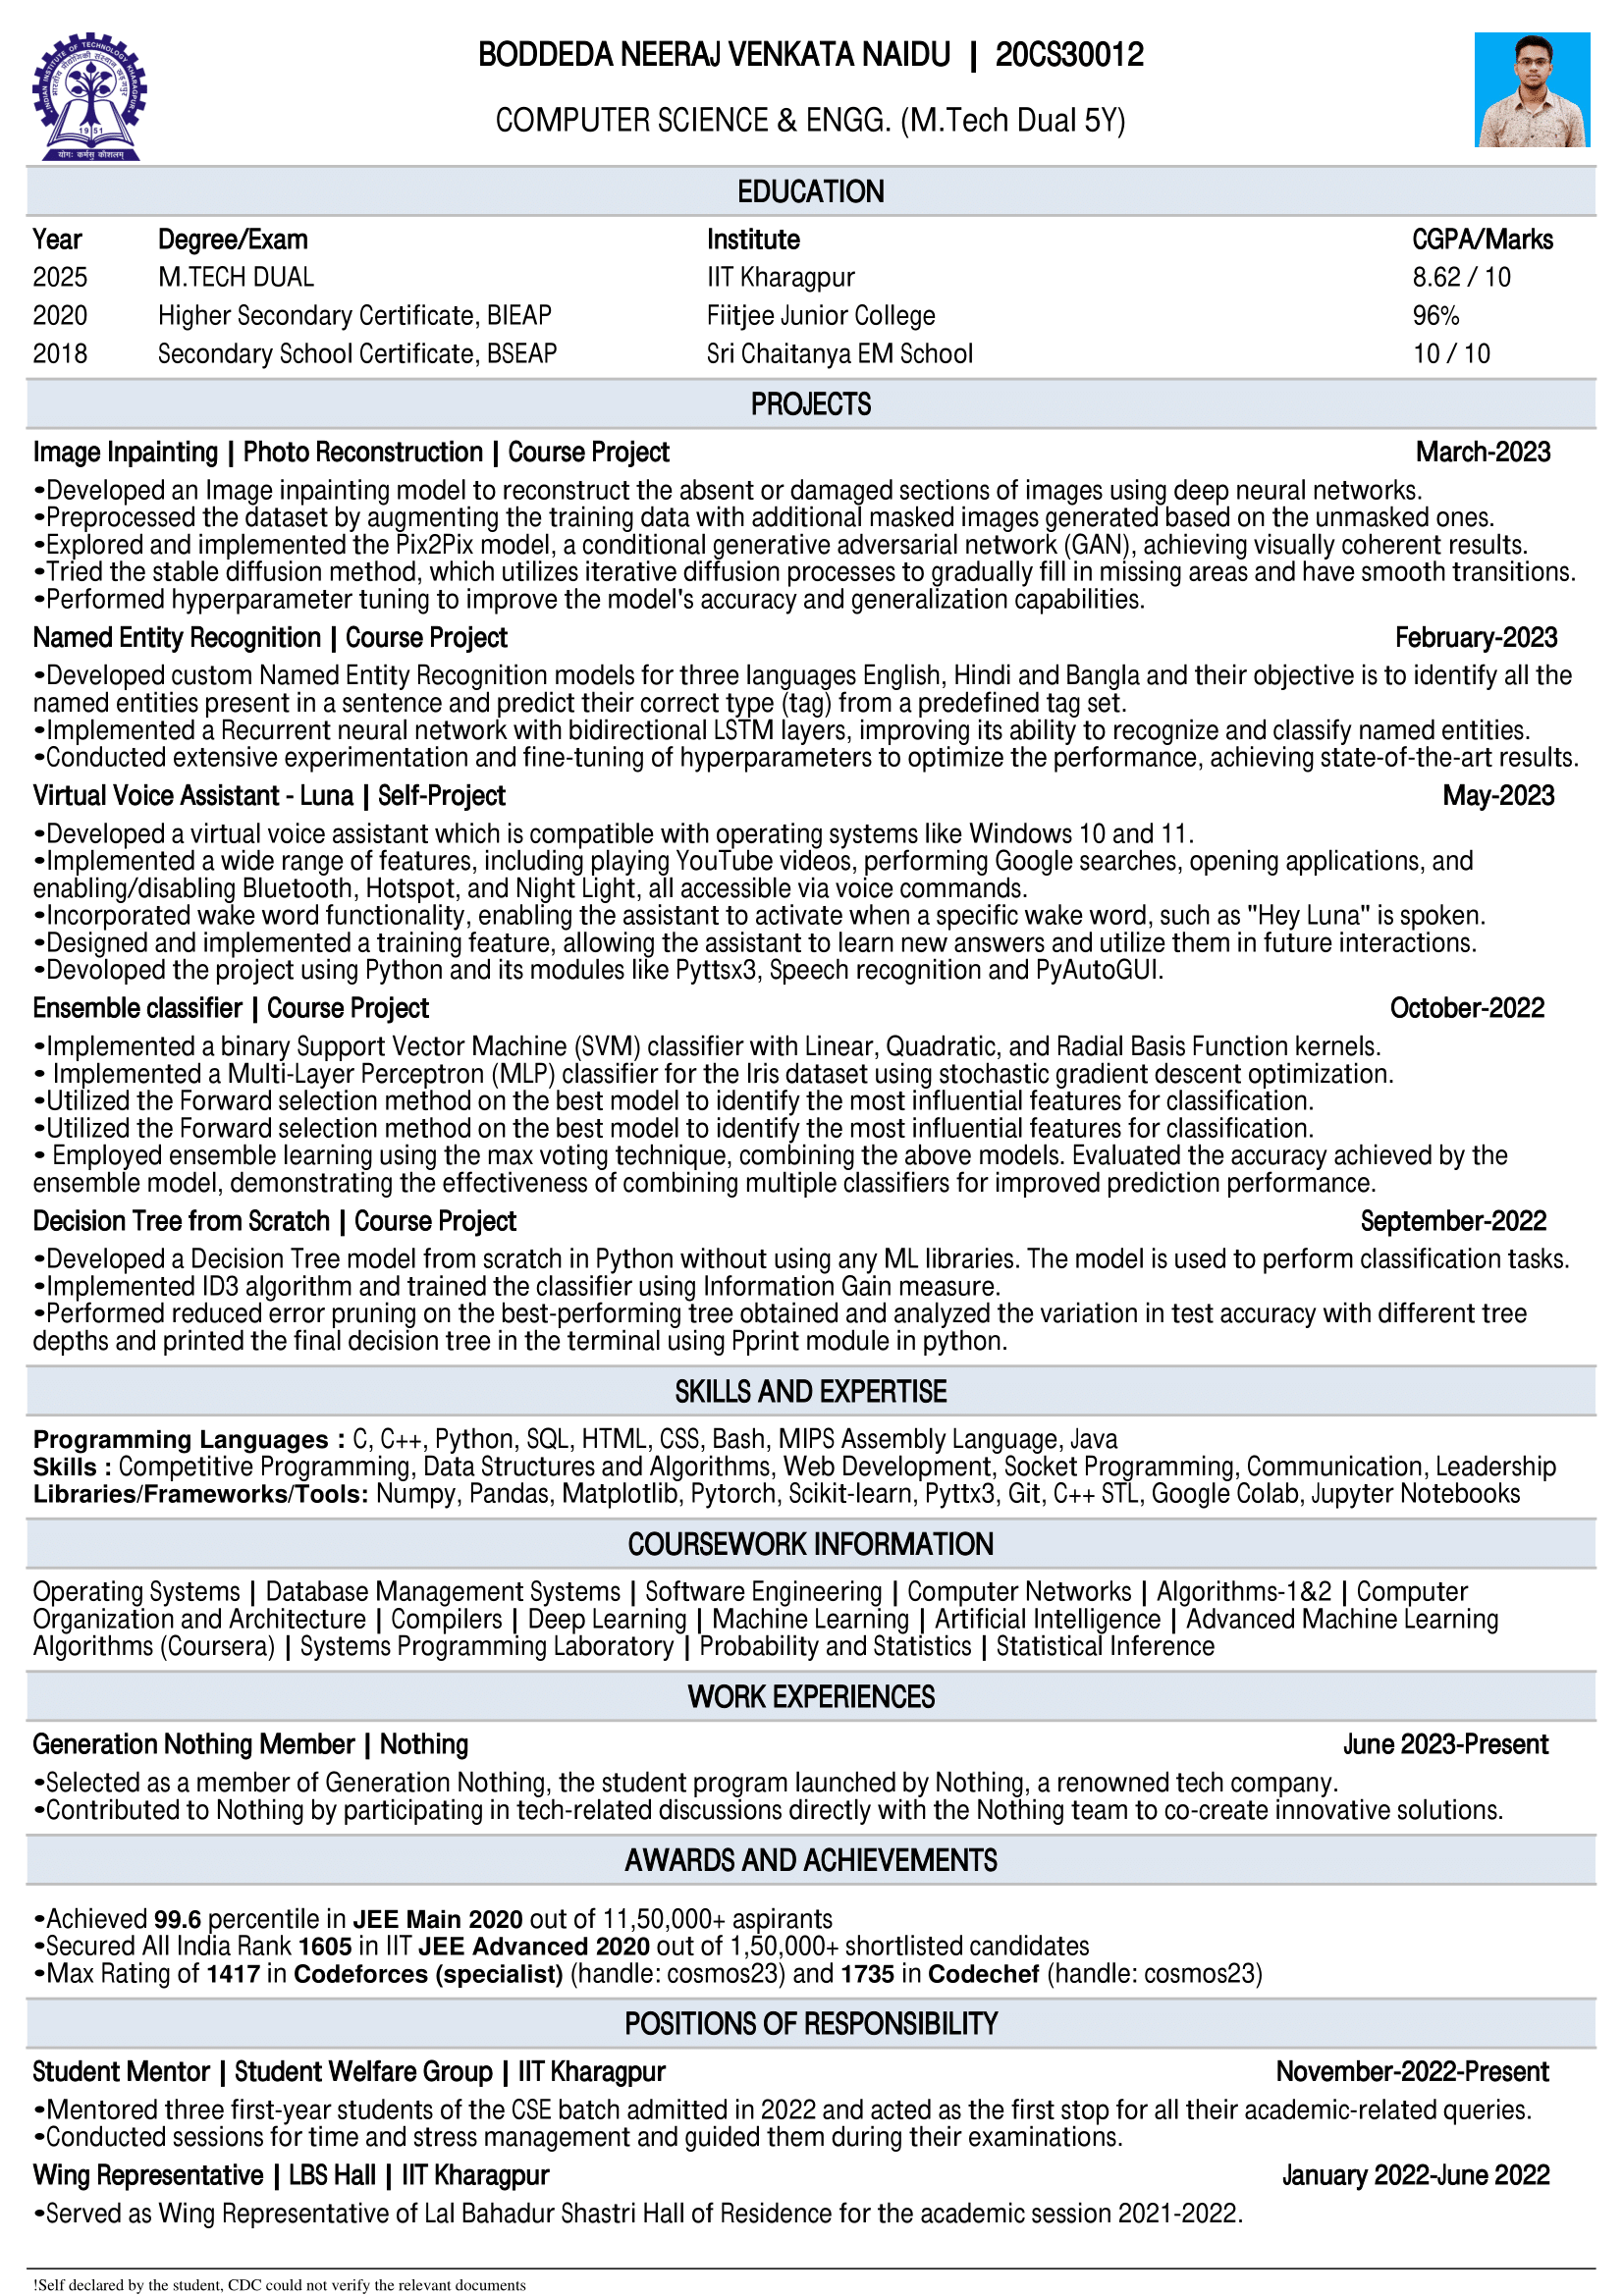 INDIAN INSTITUTE OF TECHNOLOGY KHARAGPUR
भारतीय प्रौद्योगिकी संस्थान खड़गपुर
1951
योगः कर्मसु कौशलम्
BODDEDA NEERAJ VENKATA NAIDU | 20CS30012
COMPUTER SCIENCE & ENGG. (M.Tech Dual 5Y)
EDUCATION
Year Degree/Exam Institute CGPA/Marks
2025 M.TECH DUAL IIT Kharagpur 8.62 / 10
2020 Higher Secondary Certificate, BIEAP Fiitjee Junior College 96%
2018 Secondary School Certificate, BSEAP Sri Chaitanya EM School 10 / 10
PROJECTS
Image Inpainting | Photo Reconstruction | Course Project March-2023
•Developed an Image inpainting model to reconstruct the absent or damaged sections of images using deep neural networks.
•Preprocessed the dataset by augmenting the training data with additional masked images generated based on the unmasked ones.
•Explored and implemented the Pix2Pix model, a conditional generative adversarial network (GAN), achieving visually coherent results.
•Tried the stable diffusion method, which utilizes iterative diffusion processes to gradually fill in missing areas and have smooth transitions.
•Performed hyperparameter tuning to improve the model's accuracy and generalization capabilities.
Named Entity Recognition | Course Project February-2023
•Developed custom Named Entity Recognition models for three languages English, Hindi and Bangla and their objective is to identify all the
named entities present in a sentence and predict their correct type (tag) from a predefined tag set.
•Implemented a Recurrent neural network with bidirectional LSTM layers, improving its ability to recognize and classify named entities.
•Conducted extensive experimentation and fine-tuning of hyperparameters to optimize the performance, achieving state-of-the-art results.
Virtual Voice Assistant - Luna | Self-Project May-2023
•Developed a virtual voice assistant which is compatible with operating systems like Windows 10 and 11.
•Implemented a wide range of features, including playing YouTube videos, performing Google searches, opening applications, and
enabling/disabling Bluetooth, Hotspot, and Night Light, all accessible via voice commands.
•Incorporated wake word functionality, enabling the assistant to activate when a specific wake word, such as "Hey Luna" is spoken.
•Designed and implemented a training feature, allowing the assistant to learn new answers and utilize them in future interactions.
•Devoloped the project using Python and its modules like Pyttsx3, Speech recognition and PyAutoGUI.
Ensemble classifier | Course Project October-2022
•Implemented a binary Support Vector Machine (SVM) classifier with Linear, Quadratic, and Radial Basis Function kernels.
• Implemented a Multi-Layer Perceptron (MLP) classifier for the Iris dataset using stochastic gradient descent optimization.
•Utilized the Forward selection method on the best model to identify the most influential features for classification.
•Utilized the Forward selection method on the best model to identify the most influential features for classification.
• Employed ensemble learning using the max voting technique, combining the above models. Evaluated the accuracy achieved by the
ensemble model, demonstrating the effectiveness of combining multiple classifiers for improved prediction performance.
Decision Tree from Scratch | Course Project September-2022
•Developed a Decision Tree model from scratch in Python without using any ML libraries. The model is used to perform classification tasks.
•Implemented ID3 algorithm and trained the classifier using Information Gain measure.
•Performed reduced error pruning on the best-performing tree obtained and analyzed the variation in test accuracy with different tree
depths and printed the final decision tree in the terminal using Pprint module in python.
SKILLS AND EXPERTISE
Programming Languages : C, C++, Python, SQL, HTML, CSS, Bash, MIPS Assembly Language, Java
Skills : Competitive Programming, Data Structures and Algorithms, Web Development, Socket Programming, Communication, Leadership
Libraries/Frameworks/Tools: Numpy, Pandas, Matplotlib, Pytorch, Scikit-learn, Pyttx3, Git, C++ STL, Google Colab, Jupyter Notebooks
COURSEWORK INFORMATION
Operating Systems | Database Management Systems | Software Engineering | Computer Networks | Algorithms-1&2 | Computer
Organization and Architecture | Compilers | Deep Learning | Machine Learning | Artificial Intelligence | Advanced Machine Learning
Algorithms (Coursera) | Systems Programming Laboratory | Probability and Statistics | Statistical Inference
WORK EXPERIENCES
Generation Nothing Member | Nothing June 2023-Present
•Selected as a member of Generation Nothing, the student program launched by Nothing, a renowned tech company.
•Contributed to Nothing by participating in tech-related discussions directly with the Nothing team to co-create innovative solutions.
AWARDS AND ACHIEVEMENTS
•Achieved 99.6 percentile in JEE Main 2020 out of 11,50,000+ aspirants
•Secured All India Rank 1605 in IIT JEE Advanced 2020 out of 1,50,000+ shortlisted candidates
•Max Rating of 1417 in Codeforces (specialist) (handle: cosmos23) and 1735 in Codechef (handle: cosmos23)
POSITIONS OF RESPONSIBILITY
Student Mentor | Student Welfare Group | IIT Kharagpur November-2022-Present
•Mentored three first-year students of the CSE batch admitted in 2022 and acted as the first stop for all their academic-related queries.
•Conducted sessions for time and stress management and guided them during their examinations.
Wing Representative | LBS Hall | IIT Kharagpur January 2022-June 2022
•Served as Wing Representative of Lal Bahadur Shastri Hall of Residence for the academic session 2021-2022.
!Self declared by the student, CDC could not verify the relevant documents